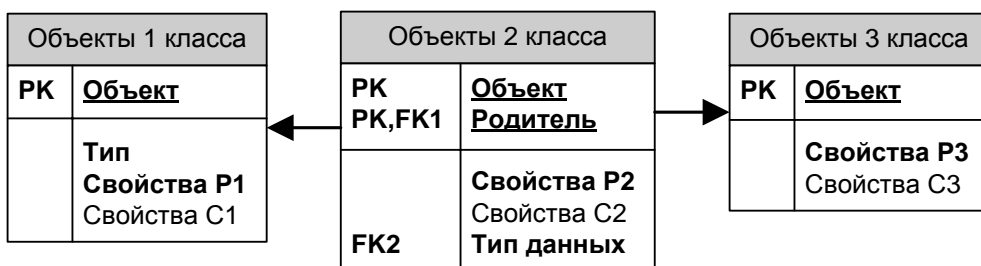 Объекты 1 класса
PK Объект
Тип
Свойства P1
Свойства C1
Объекты 2 класса
PK Объект
PK,FK1 Родитель
Свойства P2
Свойства C2
FK2 Тип данных
Объекты 3 класса
PK Объект
Свойства P3
Свойства C3